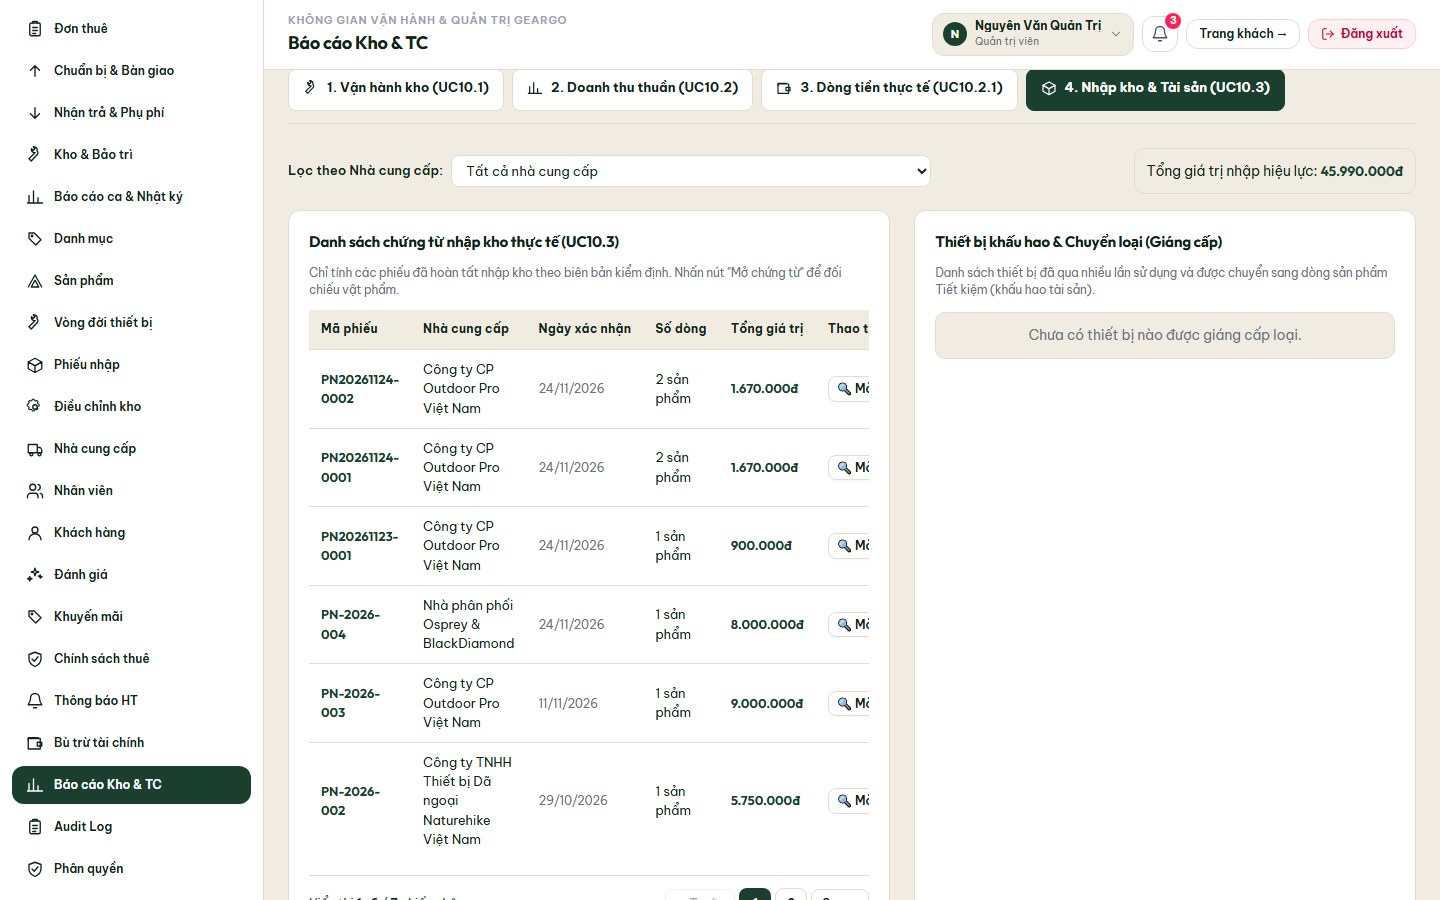 Đơn thuê
Chuẩn bị & Bàn giao
Nhận trả & Phụ phí
Kho & Bảo trì
Báo cáo ca & Nhật ký
Danh mục
Sản phẩm
Vòng đời thiết bị
Phiếu nhập
Điều chỉnh kho
Nhà cung cấp
Nhân viên
Khách hàng
Đánh giá
Khuyến mãi
Chính sách thuê
Thông báo HT
Bù trừ tài chính
Báo cáo Kho & TC
Audit Log
Phân quyền
KHÔNG GIAN VẬN HÀNH & QUẢN TRỊ GEARGO
Báo cáo Kho & TC
N
Nguyễn Văn Quản Trị
Quản trị viên
3
Trang khách →
Đăng xuất
1. Vận hành kho (UC10.1)
2. Doanh thu thuần (UC10.2)
3. Dòng tiền thực tế (UC10.2.1)
4. Nhập kho & Tài sản (UC10.3)
Lọc theo Nhà cung cấp:
Tất cả nhà cung cấp
Tổng giá trị nhập hiệu lực: 45.990.000đ
Danh sách chứng từ nhập kho thực tế (UC10.3)
Chỉ tính các phiếu đã hoàn tất nhập kho theo biên bản kiểm định. Nhấn nút "Mở chứng từ" để đối
chiếu vật phẩm.
Mã phiếu Nhà cung cấp Ngày xác nhận Số dòng Tổng giá trị Thao t
PN20261124-
0002
Công ty CP
Outdoor Pro
Việt Nam
24/11/2026
2 sản
phẩm
1.670.000đ
Mở
PN20261124-
0001
Công ty CP
Outdoor Pro
Việt Nam
24/11/2026
2 sản
phẩm
1.670.000đ
Mở
PN20261123-
0001
Công ty CP
Outdoor Pro
Việt Nam
24/11/2026
1 sản
phẩm
900.000đ
Mở
PN-2026-
004
Nhà phân phối
Osprey &
BlackDiamond
24/11/2026
1 sản
phẩm
8.000.000đ
Mở
PN-2026-
003
Công ty CP
Outdoor Pro
Việt Nam
11/11/2026
1 sản
phẩm
9.000.000đ
Mở
PN-2026-
002
Công ty TNHH
Thiết bị Dã
ngoại
Naturehike
Việt Nam
29/10/2026
1 sản
phẩm
5.750.000đ
Mở
Thiết bị khấu hao & Chuyển loại (Giáng cấp)
Danh sách thiết bị đã qua nhiều lần sử dụng và được chuyển sang dòng sản phẩm
Tiết kiệm (khấu hao tài sản).
Chưa có thiết bị nào được giáng cấp loại.